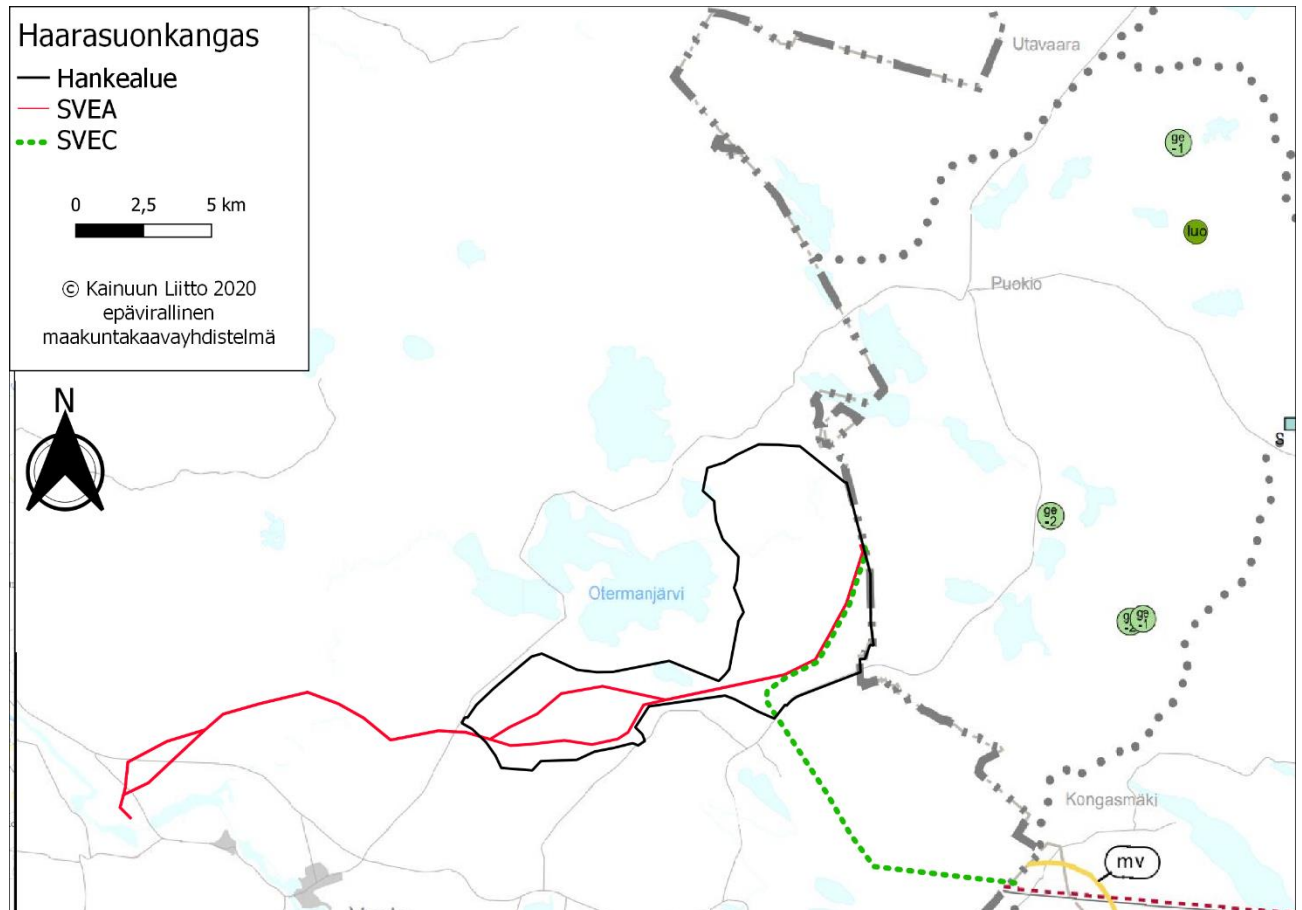 Haarasuonkangas
Hankealue
SVEA
SVEC
0 2,5 5 km
© Kainuun Liitto 2020
epävirallinen
maakuntakaavayhdistelmä
N
Utavaara
ge
-1
luo
Puokio
s
ge
-2
Otermanjärvi
ge
-1
Kongasmäki
mv